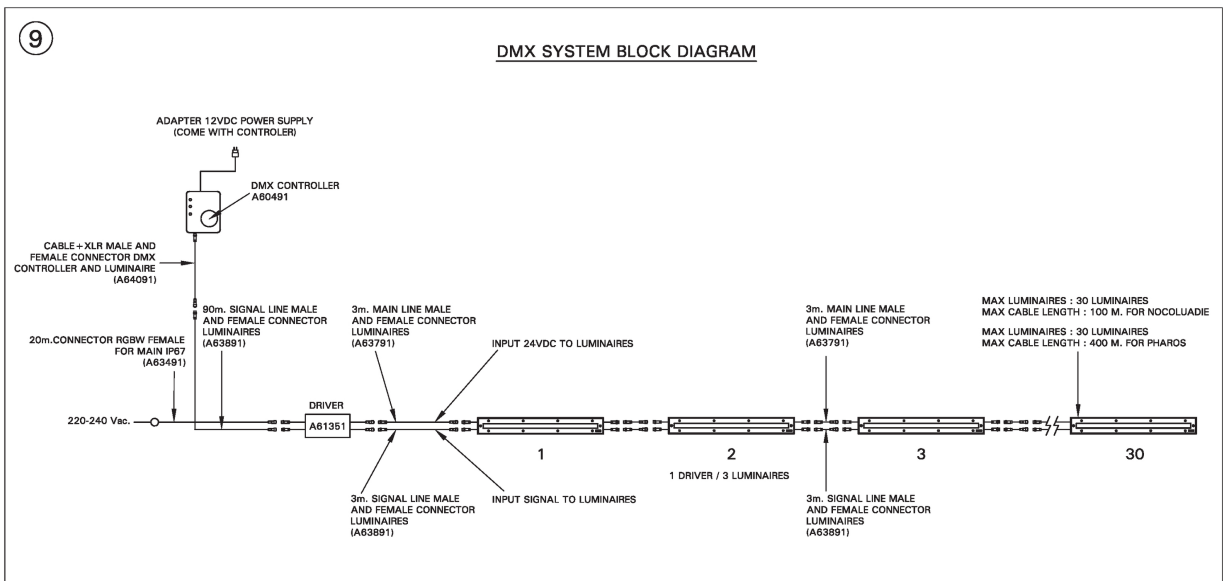 9
DMX SYSTEM BLOCK DIAGRAM
ADAPTER 12VDC POWER SUPPLY
(COME WITH CONTROLER)
DMX CONTROLLER
A60491
CABLE+XLR MALE AND
FEMALE CONNECTOR DMX
CONTROLLER AND LUMINAIRE
(A64091)
90m. SIGNAL LINE MALE
AND FEMALE CONNECTOR
LUMINAIRES
(A63891)
20m.CONNECTOR RGBW FEMALE
FOR MAIN IP67
(A63491)
220-240 Vac.
DRIVER
A61351
3m. MAIN LINE MALE
AND FEMALE CONNECTOR
LUMINAIRES
(A63791)
INPUT 24VDC TO LUMINAIRES
3m. SIGNAL LINE MALE
AND FEMALE CONNECTOR
LUMINAIRES
(A63891)
INPUT SIGNAL TO LUMINAIRES
1
2
1 DRIVER / 3 LUMINAIRES
3m. MAIN LINE MALE
AND FEMALE CONNECTOR
LUMINAIRES
(A63791)
3m. SIGNAL LINE MALE
AND FEMALE CONNECTOR
LUMINAIRES
(A63891)
3
MAX LUMINAIRES : 30 LUMINAIRES
MAX CABLE LENGTH : 100 M. FOR NOCOLUADIE
MAX LUMINAIRES : 30 LUMINAIRES
MAX CABLE LENGTH : 400 M. FOR PHAROS
30